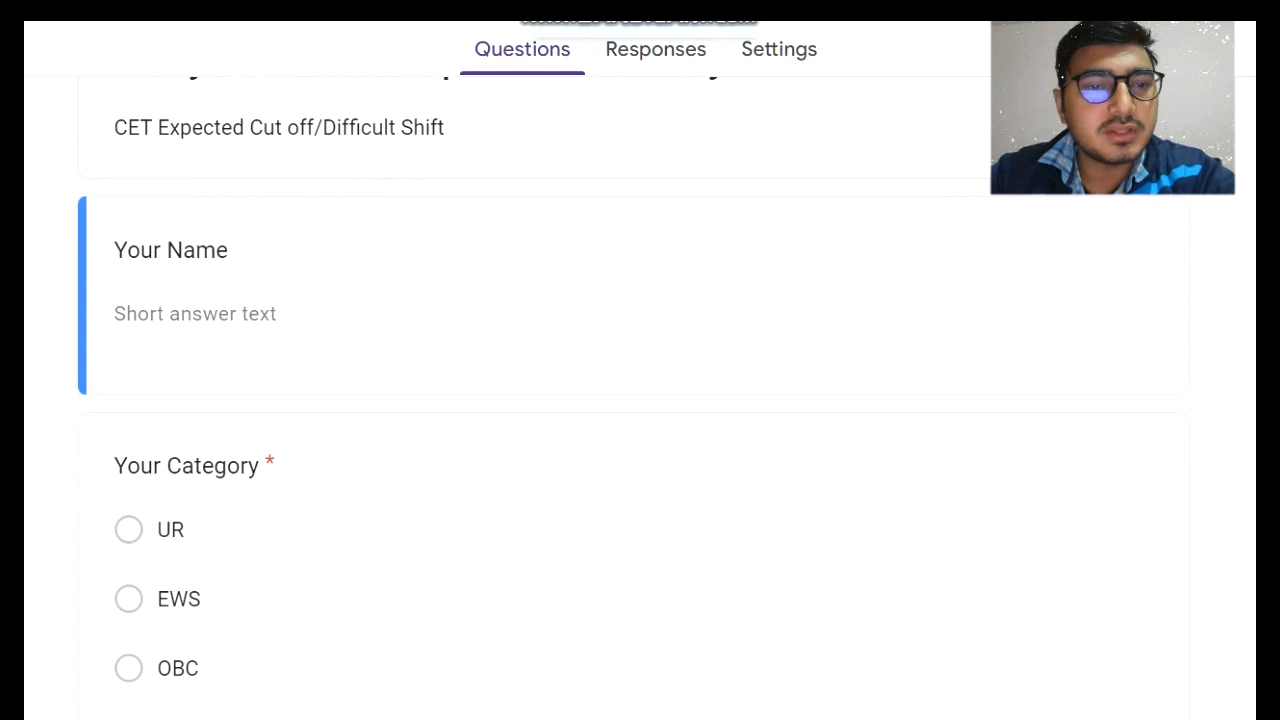 Questions Responses Settings
CET Expected Cut off/Difficult Shift
Your Name
Short answer text
Your Category *
UR
EWS
OBC